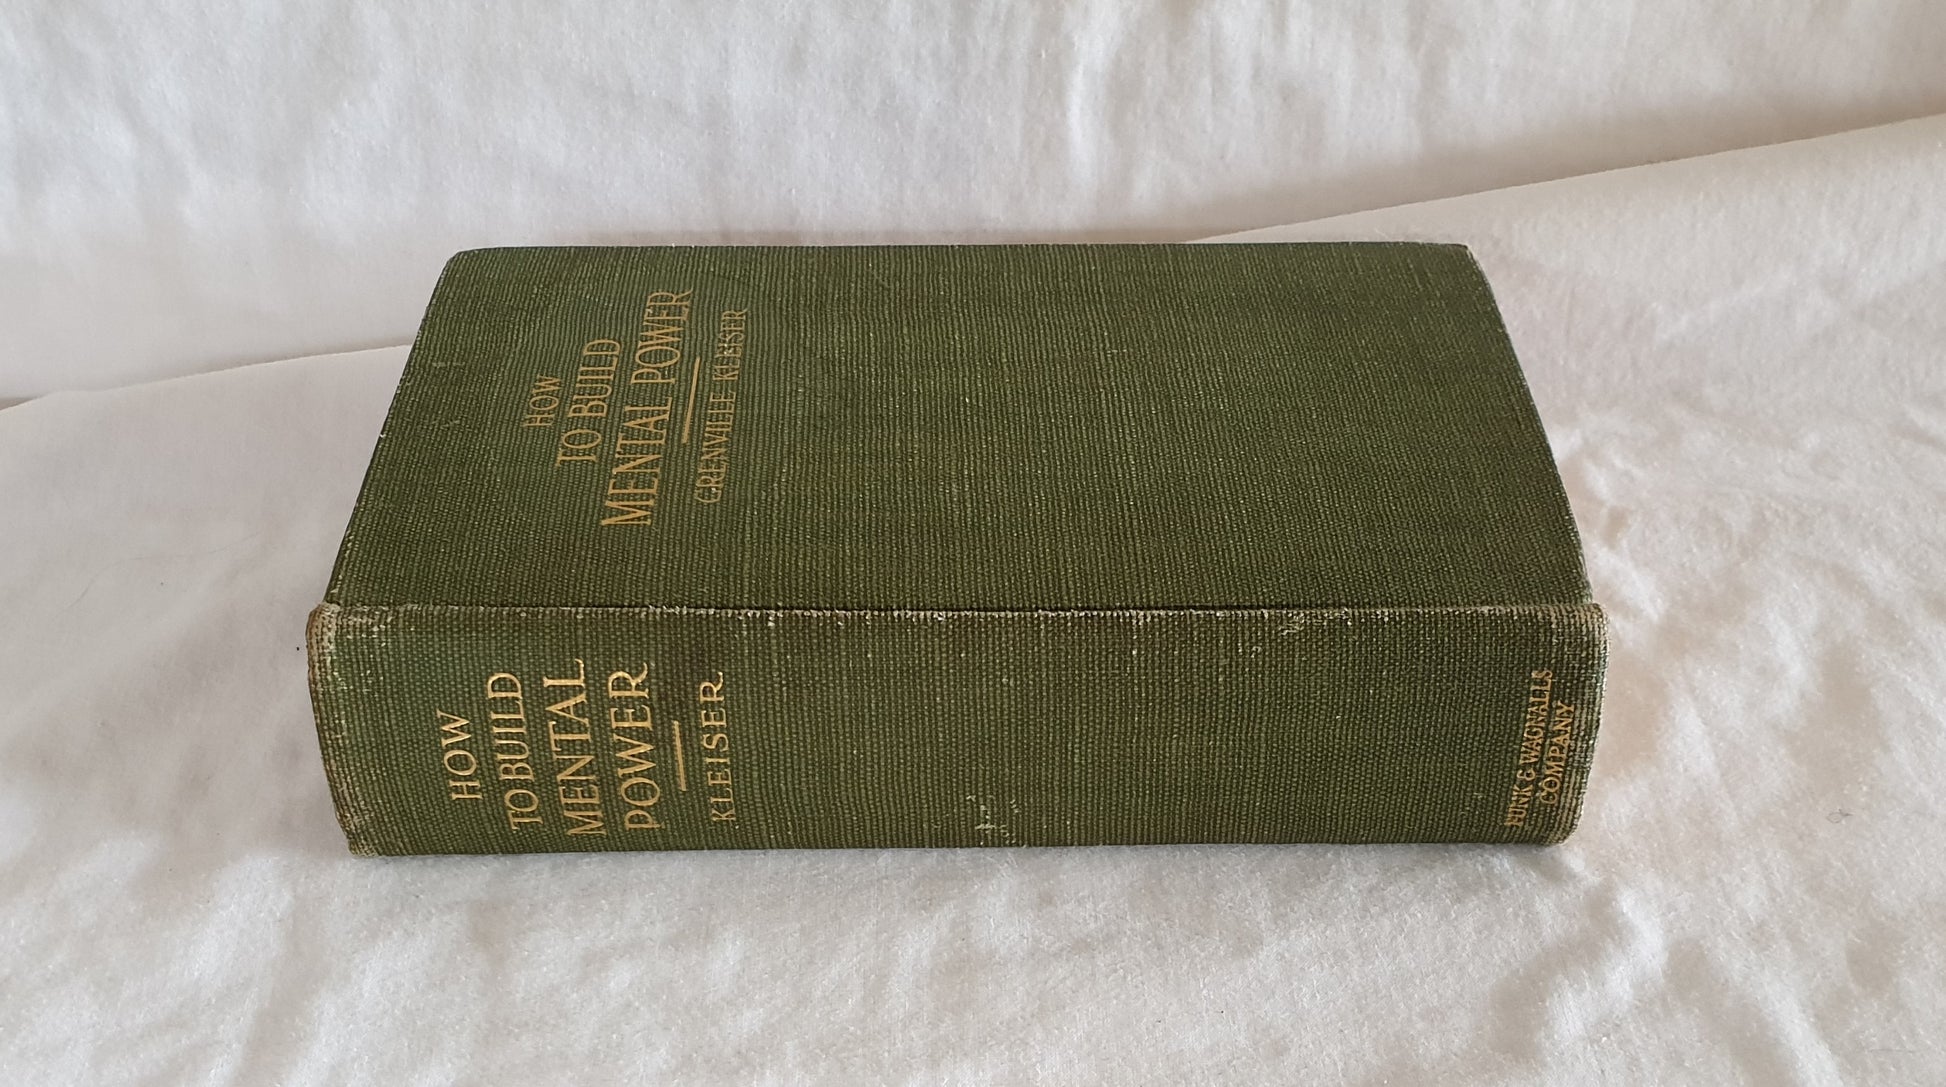 HOW
TO BUILD
MENTAL POWER
GRENVILLE KLEISER
HOW
TO BUILD
MENTAL
POWER
KLEISER
FUNK & WAGNALLS
COMPANY